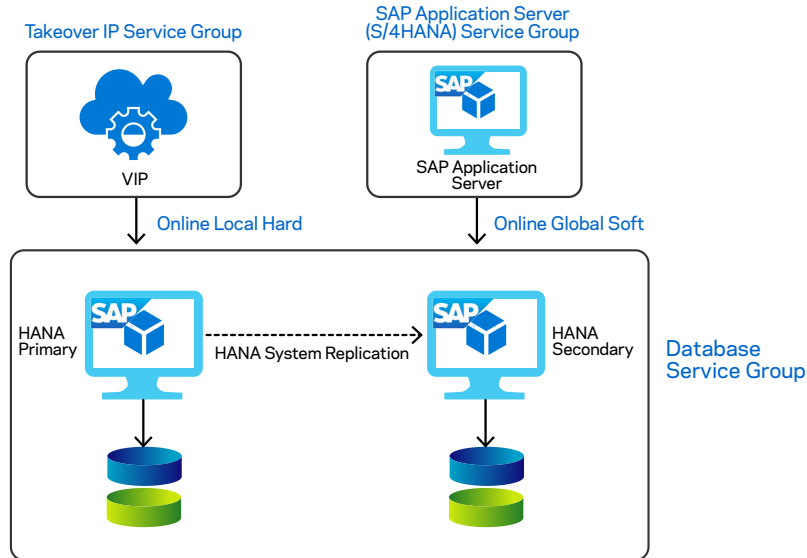 Takeover IP Service Group
SAP Application Server
(S/4HANA) Service Group
SAP
VIP
SAP Application
Server
Online Local Hard
Online Global Soft
SAP
SAP
HANA
Primary
HANA System Replication
HANA
Secondary
Database
Service Group